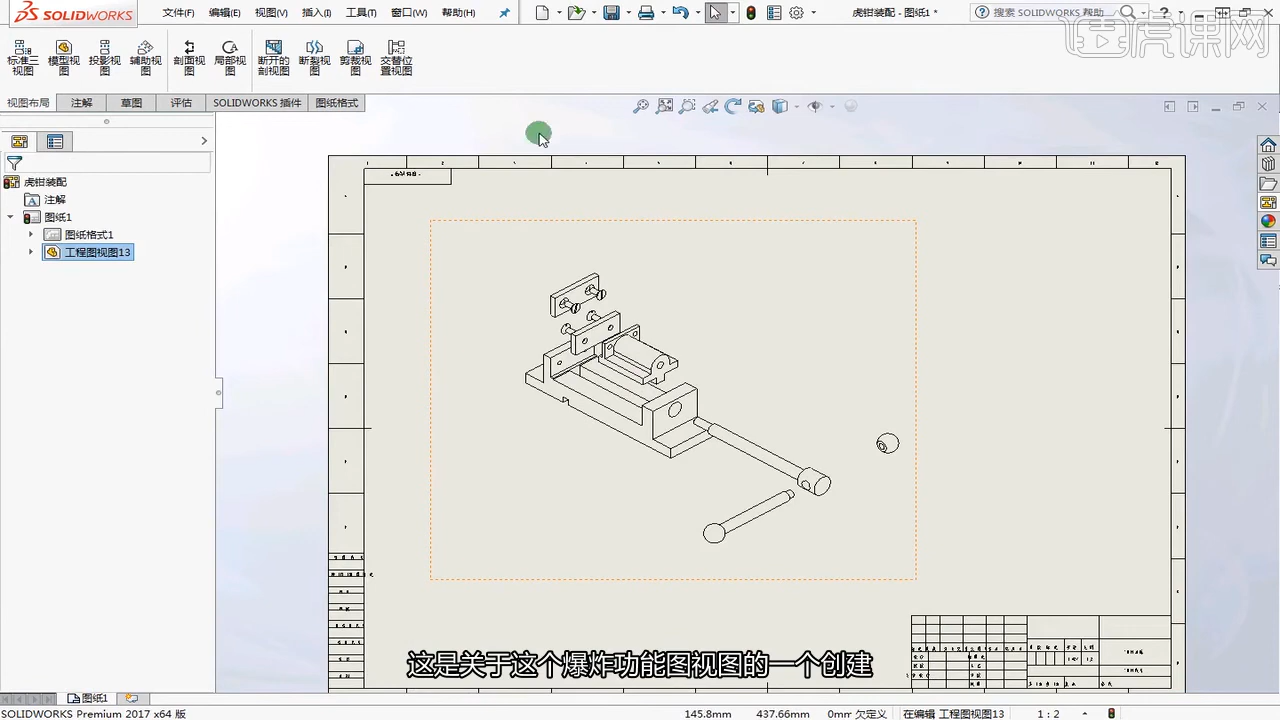 SOLIDWORKS
文件(F) 编辑(E) 视图(V) 插入(I) 工具(T) 窗口(W) 帮助(H)
虎钳装配 - 图纸1 *
搜索 SOLIDWORKS 帮助
虎课网
标准三视图 模型视图 投影视图 辅助视图 剖面视图 局部视图 断开的剖视图 断裂视图 剪裁视图 交替位置视图
视图布局 注解 草图 评估 SOLIDWORKS 插件 图纸格式
虎钳装配
注解
图纸1
图纸格式1
工程图视图13
这是关于这个爆炸功能图视图的一个创建
图纸1
SOLIDWORKS Premium 2017 x64 版
145.8mm 437.66mm 0mm 欠定义 在编辑 工程图视图13 1 : 2